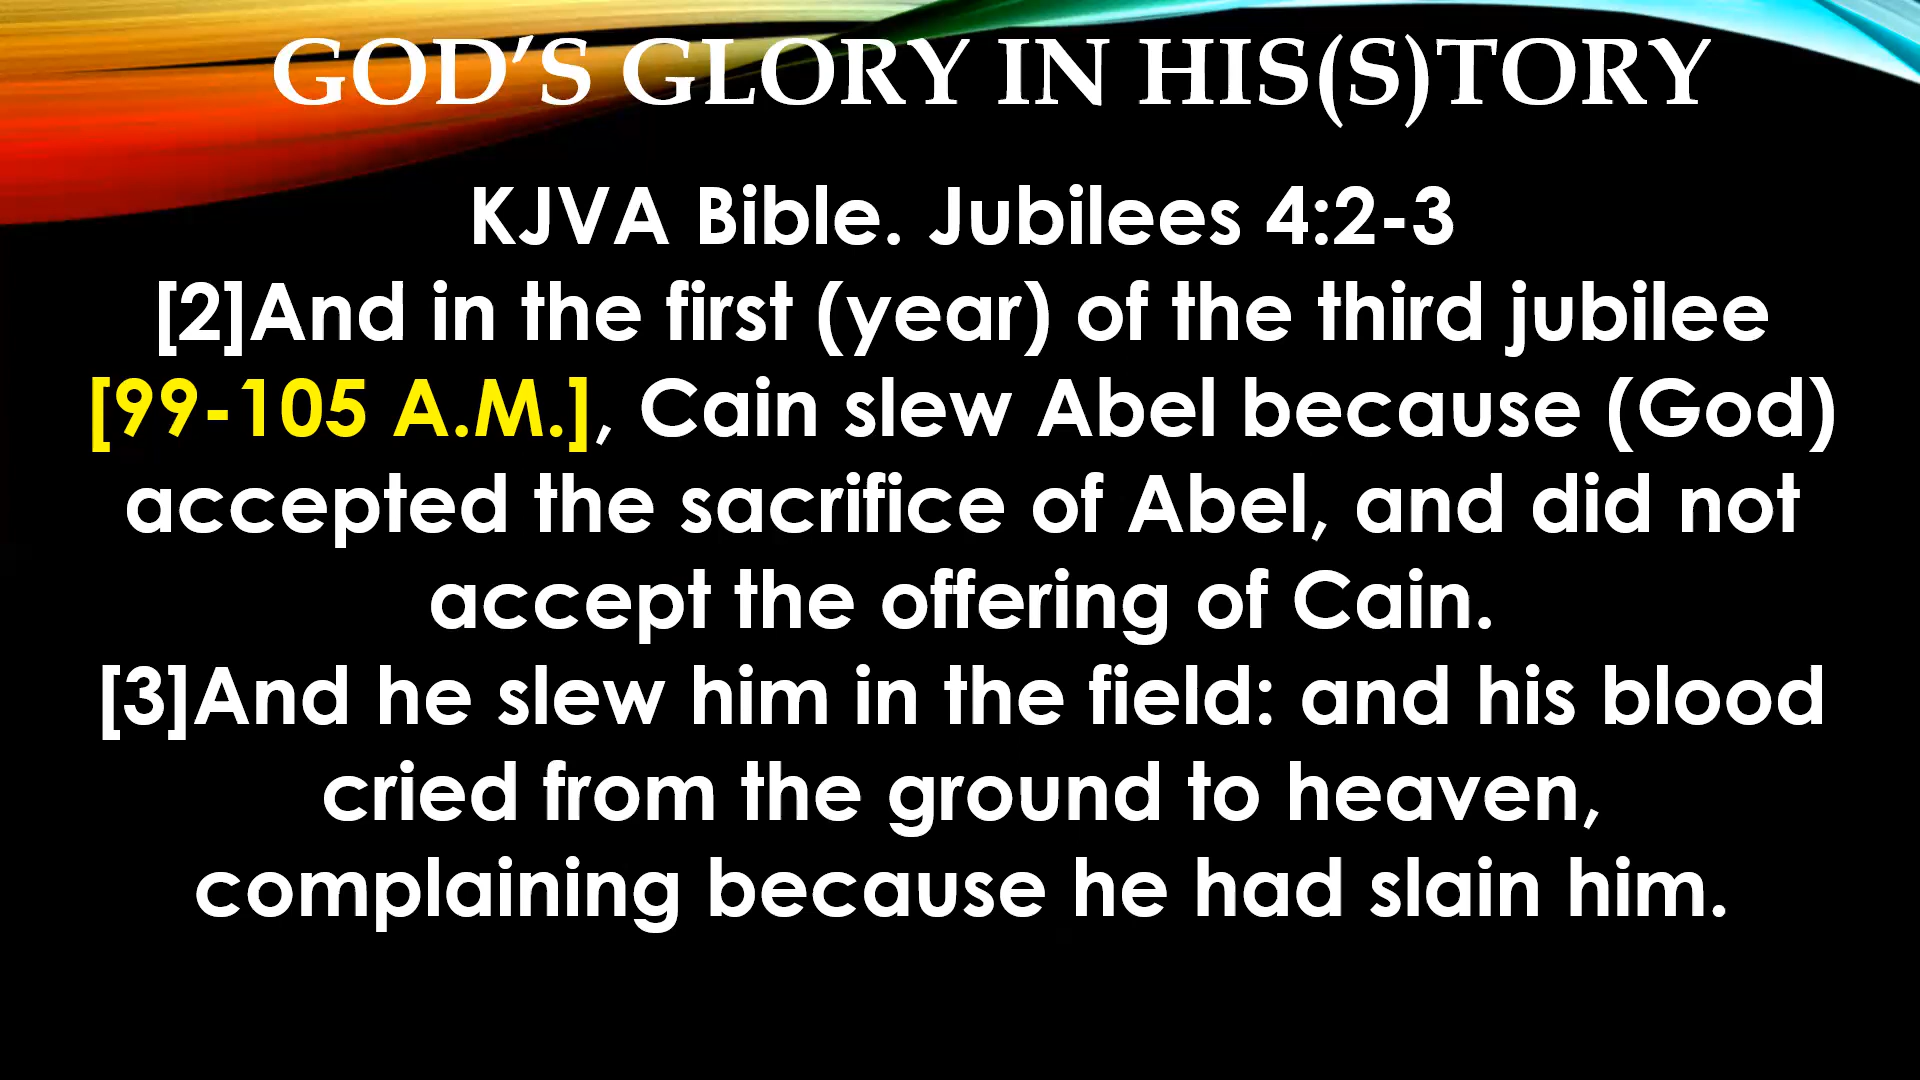 GOD’S GLORY IN HIS(S)TORY
KJVA Bible. Jubilees 4:2-3
[2]And in the first (year) of the third jubilee
[99-105 A.M.], Cain slew Abel because (God)
accepted the sacrifice of Abel, and did not
accept the offering of Cain.
[3]And he slew him in the field: and his blood
cried from the ground to heaven,
complaining because he had slain him.